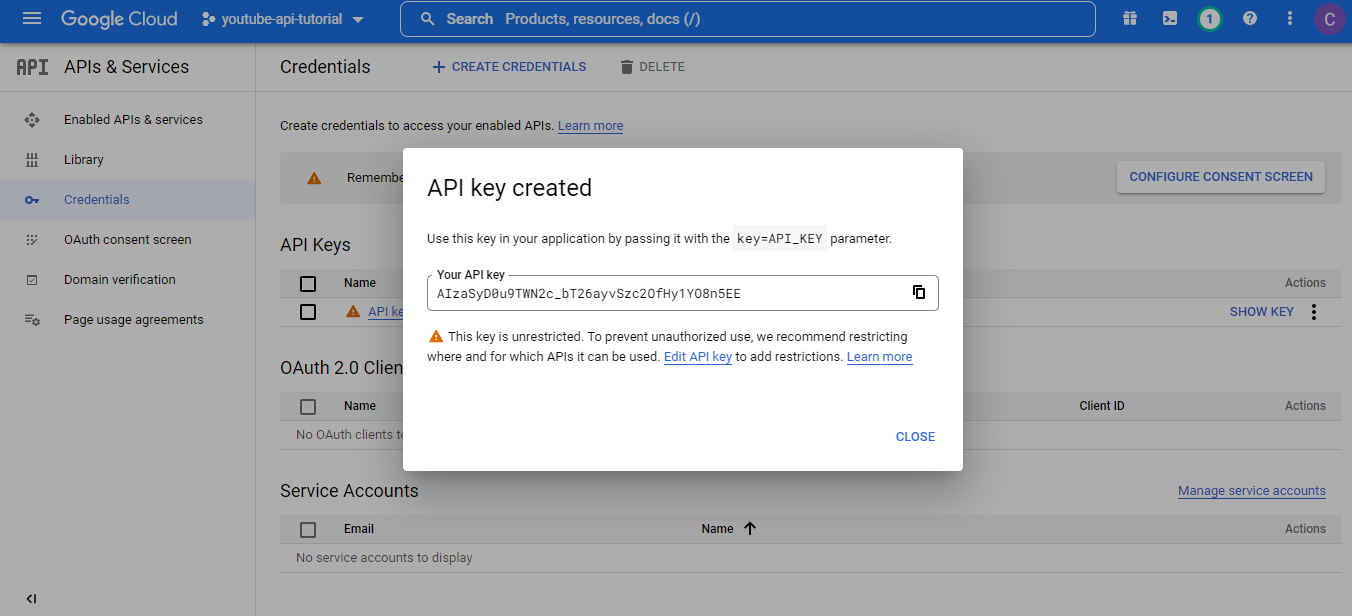 Google Cloud
youtube-api-tutorial
Search Products, resources, docs (/)
1
C
API APIs & Services
Credentials
CREATE CREDENTIALS
DELETE
Enabled APIs & services
Library
Credentials
OAuth consent screen
Domain verification
Page usage agreements
Create credentials to access your enabled APIs. Learn more
CONFIGURE CONSENT SCREEN
API Keys
Name
Actions
SHOW KEY
API key created
Use this key in your application by passing it with the key=API_KEY parameter.
Your API key
AIzaSyD0u9TWN2c_bT26ayvSzc2OfHy1YO8n5EE
This key is unrestricted. To prevent unauthorized use, we recommend restricting
where and for which APIs it can be used. Edit API key to add restrictions. Learn more
CLOSE
OAuth 2.0
Name
Client ID
Actions
No OAuth clients
Service Accounts
Manage service accounts
Email
Name
Actions
No service accounts to display